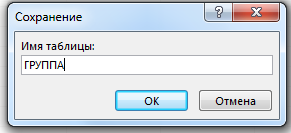 Сохранение
Имя таблицы:
ГРУППА
ОК
Отмена